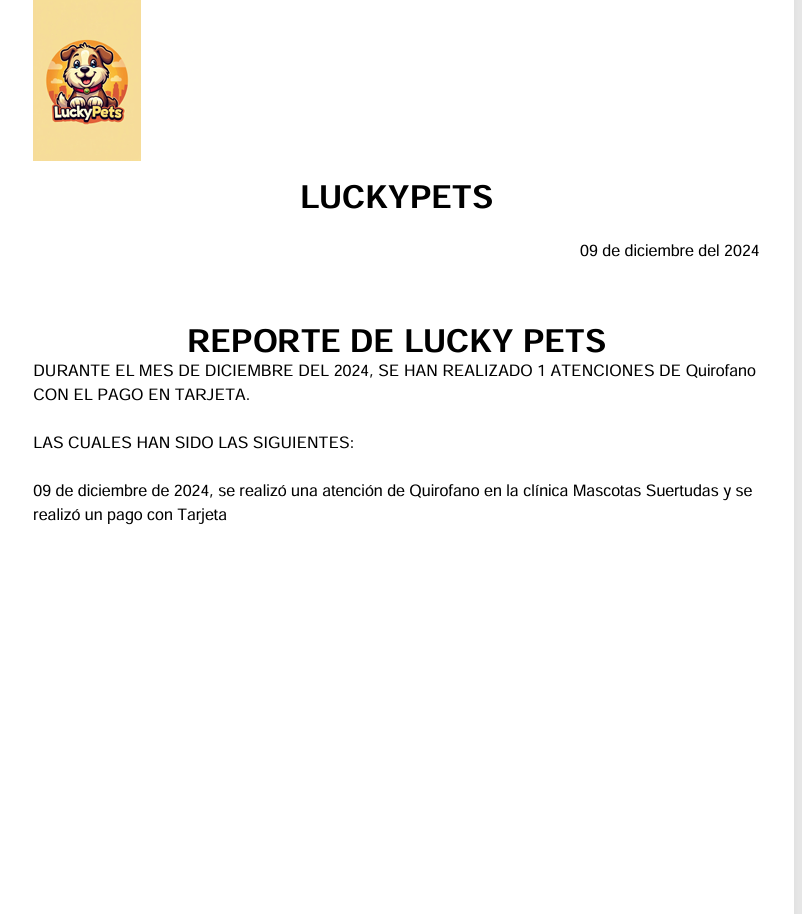 LuckyPets
LUCKYPETS
09 de diciembre del 2024
REPORTE DE LUCKY PETS
DURANTE EL MES DE DICIEMBRE DEL 2024, SE HAN REALIZADO 1 ATENCIONES DE Quirofano
CON EL PAGO EN TARJETA.
LAS CUALES HAN SIDO LAS SIGUIENTES:
09 de diciembre de 2024, se realizó una atención de Quirofano en la clínica Mascotas Suertudas y se
realizó un pago con Tarjeta